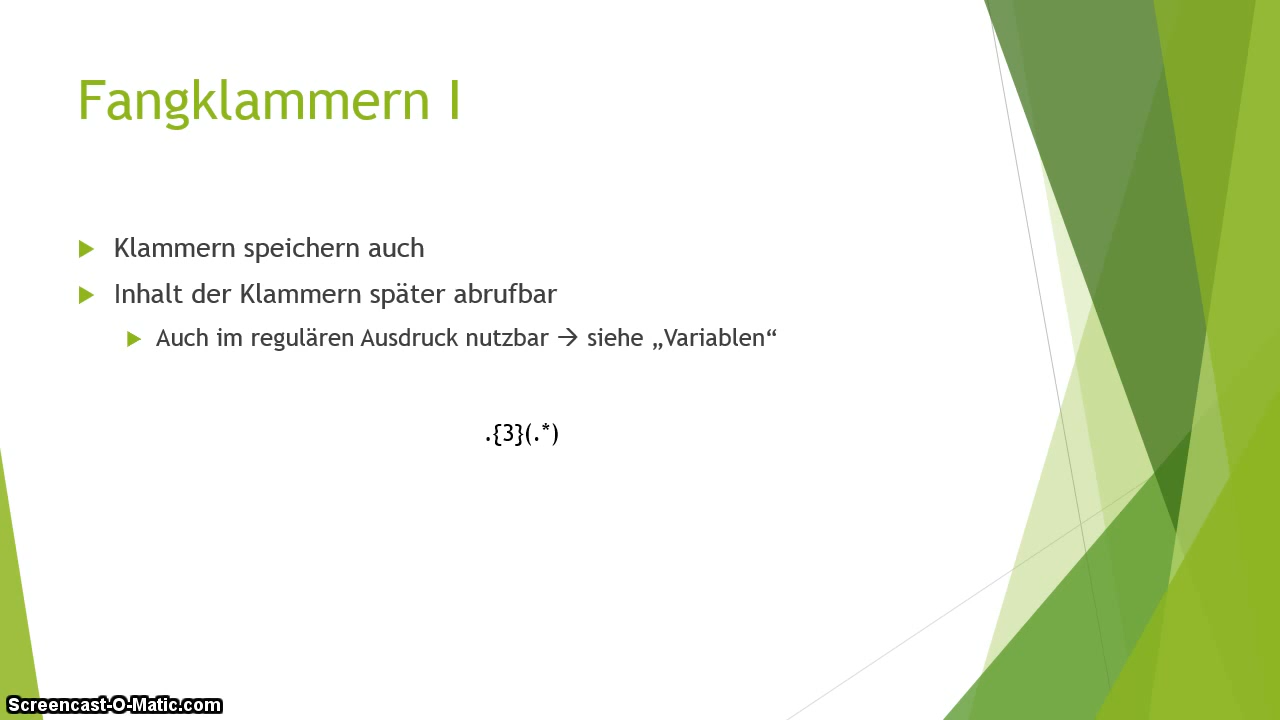 Fangklammern I
Klammern speichern auch
Inhalt der Klammern später abrufbar
Auch im regulären Ausdruck nutzbar → siehe „Variablen“
.{3}(.*)
Screencast-O-Matic.com